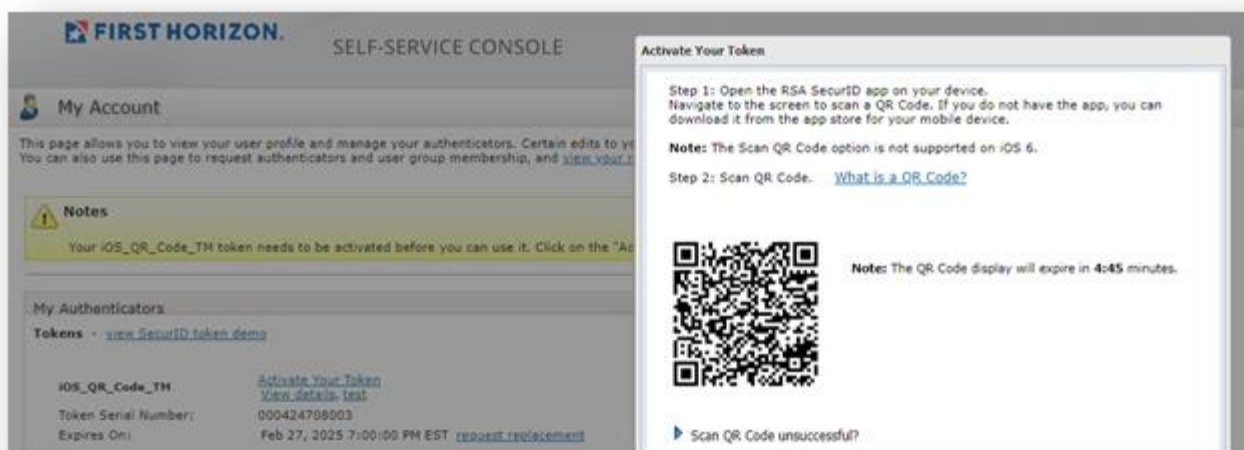 FIRST HORIZON.
SELF-SERVICE CONSOLE
My Account
This page allows you to view your user profile and manage your authenticators. Certain edits to
You can also use this page to request authenticators and user group membership, and view your
Notes
Your iOS_QR_Code_TM token needs to be activated before you can use it. Click on the "Ac
My Authenticators
Tokens - view SecurID token demo
iOS_QR_Code_TM
Activate Your Token
View details, test
Token Serial Number: 000424708003
Expires On: Feb 27, 2025 7:00:00 PM EST request replacement
Activate Your Token
Step 1: Open the RSA SecurID app on your device.
Navigate to the screen to scan a QR Code. If you do not have the app, you can
download it from the app store for your mobile device.
Note: The Scan QR Code option is not supported on iOS 6.
Step 2: Scan QR Code. What is a QR Code?
Note: The QR Code display will expire in 4:45 minutes.
Scan QR Code unsuccessful?